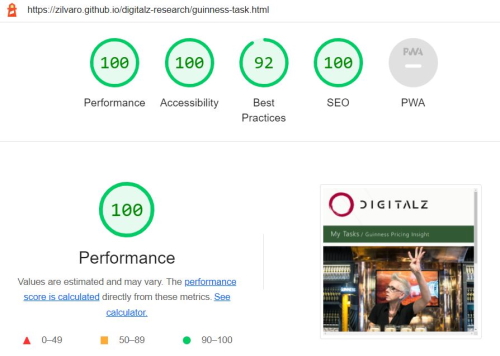 https://zilvaro.github.io/digitalz-research/guinness-task.html
100 100 92 100 PWA
Performance Accessibility Best Practices SEO PWA
100
DIGITALZ
My Tasks / Guinness Pricing Insight
Performance
Values are estimated and may vary. The performance
score is calculated directly from these metrics. See
calculator.
0–49 50–89 90–100